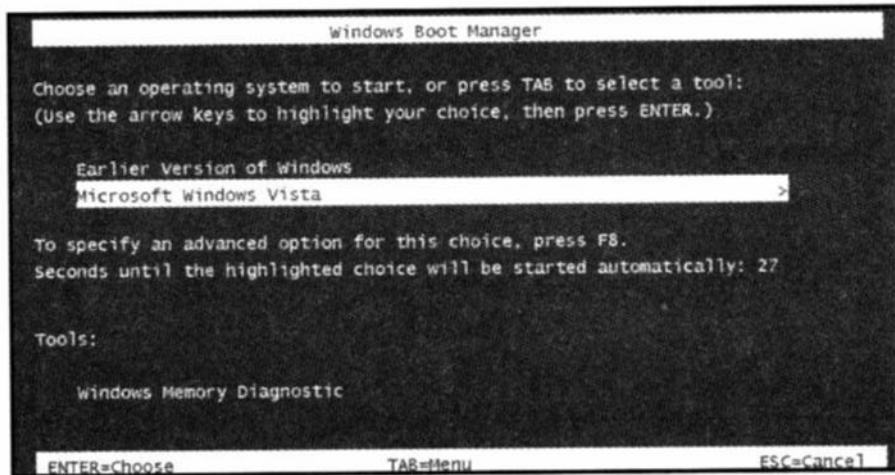 Windows Boot Manager
Choose an operating system to start, or press TAB to select a tool:
(Use the arrow keys to highlight your choice, then press ENTER.)
Earlier Version of Windows
Microsoft Windows Vista >
To specify an advanced option for this choice, press F8.
Seconds until the highlighted choice will be started automatically: 27
Tools:
Windows Memory Diagnostic
ENTER=Choose TAB=Menu ESC=Cancel